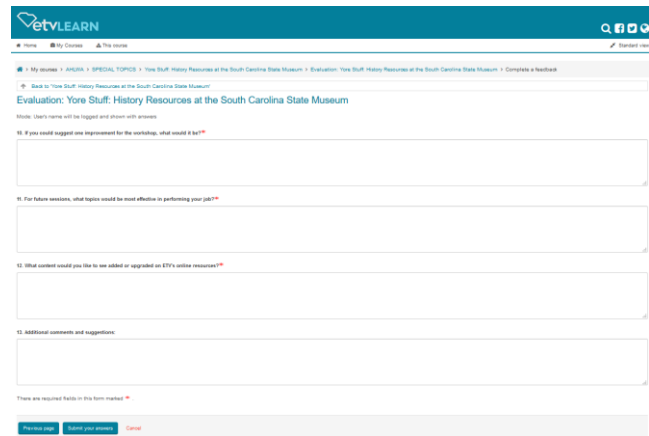 etvLEARN
Home My Courses This course Standard view
My courses > AHURA > SPECIAL TOPICS > Yore Stuff: History Resources at the South Carolina State Museum > Evaluation: Yore Stuff: History Resources at the South Carolina State Museum > Complete a feedback
Back to 'Yore Stuff: History Resources at the South Carolina State Museum'
Evaluation: Yore Stuff: History Resources at the South Carolina State Museum
Mode: User's name will be logged and shown with answers
10. If you could suggest one improvement for the workshop, what would it be?*
11. For future sessions, what topics would be most effective in performing your job?*
12. What content would you like to see added or upgraded on ETV's online resources?*
13. Additional comments and suggestions:
There are required fields in this form marked *.
Previous page Submit your answers Cancel